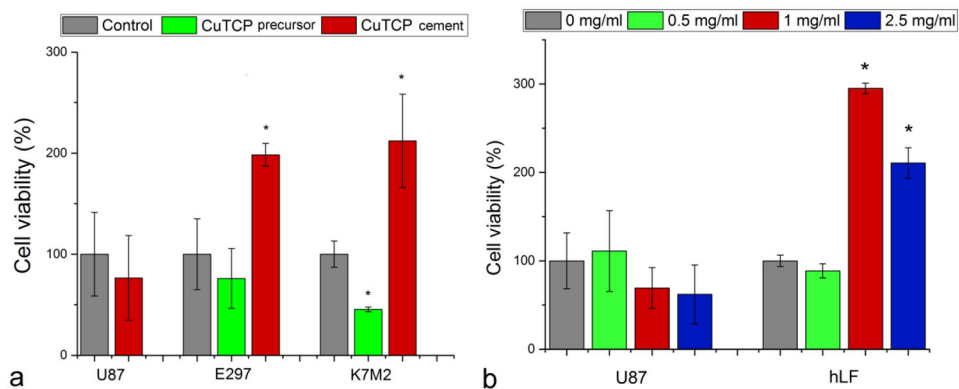 Control CuTCP precursor CuTCP cement
300
200
100
0
Cell viability (%)
*
*
*
*
U87 E297 K7M2
a
0 mg/ml 0.5 mg/ml 1 mg/ml 2.5 mg/ml
300
200
100
0
Cell viability (%)
*
*
U87 hLF
b